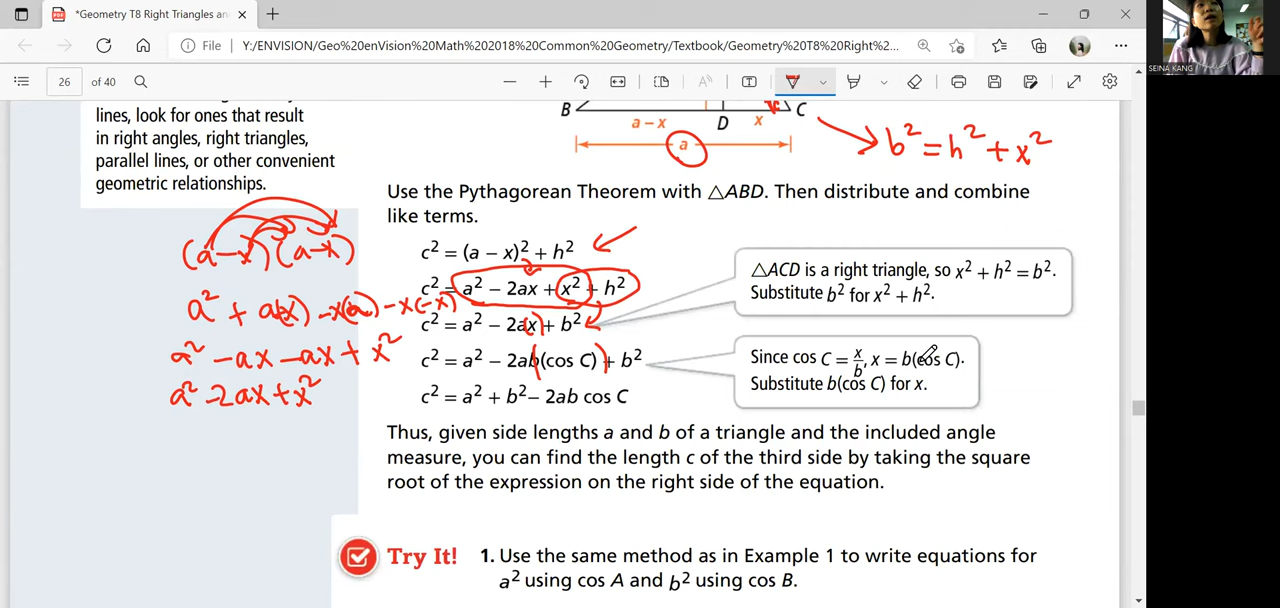 *Geometry T8 Right Triangles an
File
Y:/ENVISION/Geo%20enVision%20Math%202018%20Common%20Geometry/Textbook/Geometry%20T8%20Right%2...
SEINA KANG
26 of 40
lines, look for ones that result
in right angles, right triangles,
parallel lines, or other convenient
geometric relationships.
B
C
a – x
D
x
a
b² = h² + x²
Use the Pythagorean Theorem with △ABD. Then distribute and combine
like terms.
(a-x)(a-x)
a² + a(-x) -x(a) -x(-x)
a² -ax -ax + x²
a² -2ax + x²
c² = (a – x)² + h²
c² = a² – 2ax + x² + h²
c² = a² – 2a(x) + b²
c² = a² – 2ab(cos C) + b²
c² = a² + b² – 2ab cos C
△ACD is a right triangle, so x² + h² = b².
Substitute b² for x² + h².
Since cos C = x/b, x = b(cos C).
Substitute b(cos C) for x.
Thus, given side lengths a and b of a triangle and the included angle
measure, you can find the length c of the third side by taking the square
root of the expression on the right side of the equation.
Try It!
1. Use the same method as in Example 1 to write equations for
a² using cos A and b² using cos B.